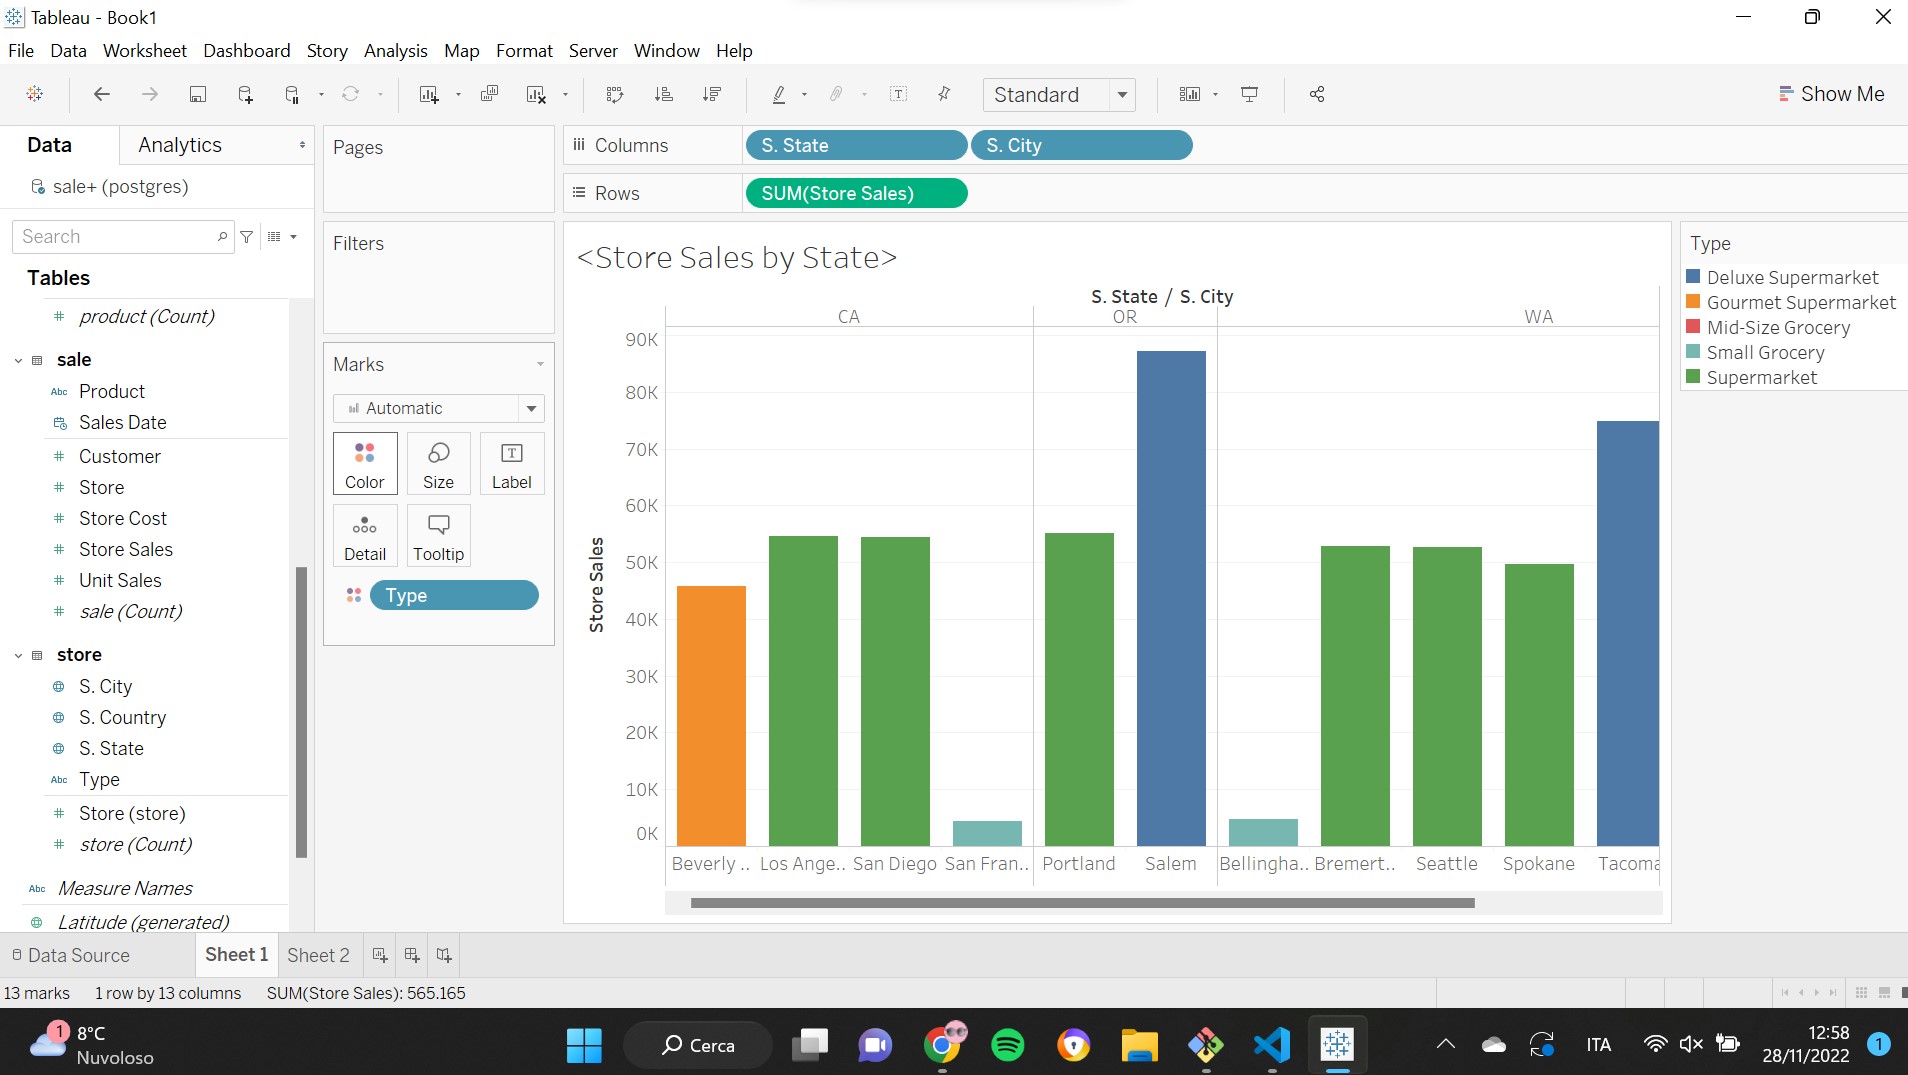 Tableau - Book1
File Data Worksheet Dashboard Story Analysis Map Format Server Window Help
Standard
Show Me
Data
Analytics
sale+ (postgres)
Search
Tables
# product (Count)
sale
Abc Product
Sales Date
# Customer
# Store
# Store Cost
# Store Sales
# Unit Sales
# sale (Count)
store
S. City
S. Country
S. State
Abc Type
# Store (store)
# store (Count)
Abc Measure Names
Latitude (generated)
Pages
Filters
Marks
Automatic
Color
Size
T
Label
Detail
Tooltip
Type
iii Columns
S. State
S. City
Rows
SUM(Store Sales)
<Store Sales by State>
S. State / S. City
CA
OR
WA
Store Sales
90K
80K
70K
60K
50K
40K
30K
20K
10K
0K
Beverly ..
Los Ange..
San Diego
San Fran..
Portland
Salem
Bellingha..
Bremert..
Seattle
Spokane
Tacoma
Type
Deluxe Supermarket
Gourmet Supermarket
Mid-Size Grocery
Small Grocery
Supermarket
Data Source
Sheet 1
Sheet 2
13 marks
1 row by 13 columns
SUM(Store Sales): 565.165
1
8°C
Nuvoloso
Cerca
ITA
12:58
28/11/2022
1